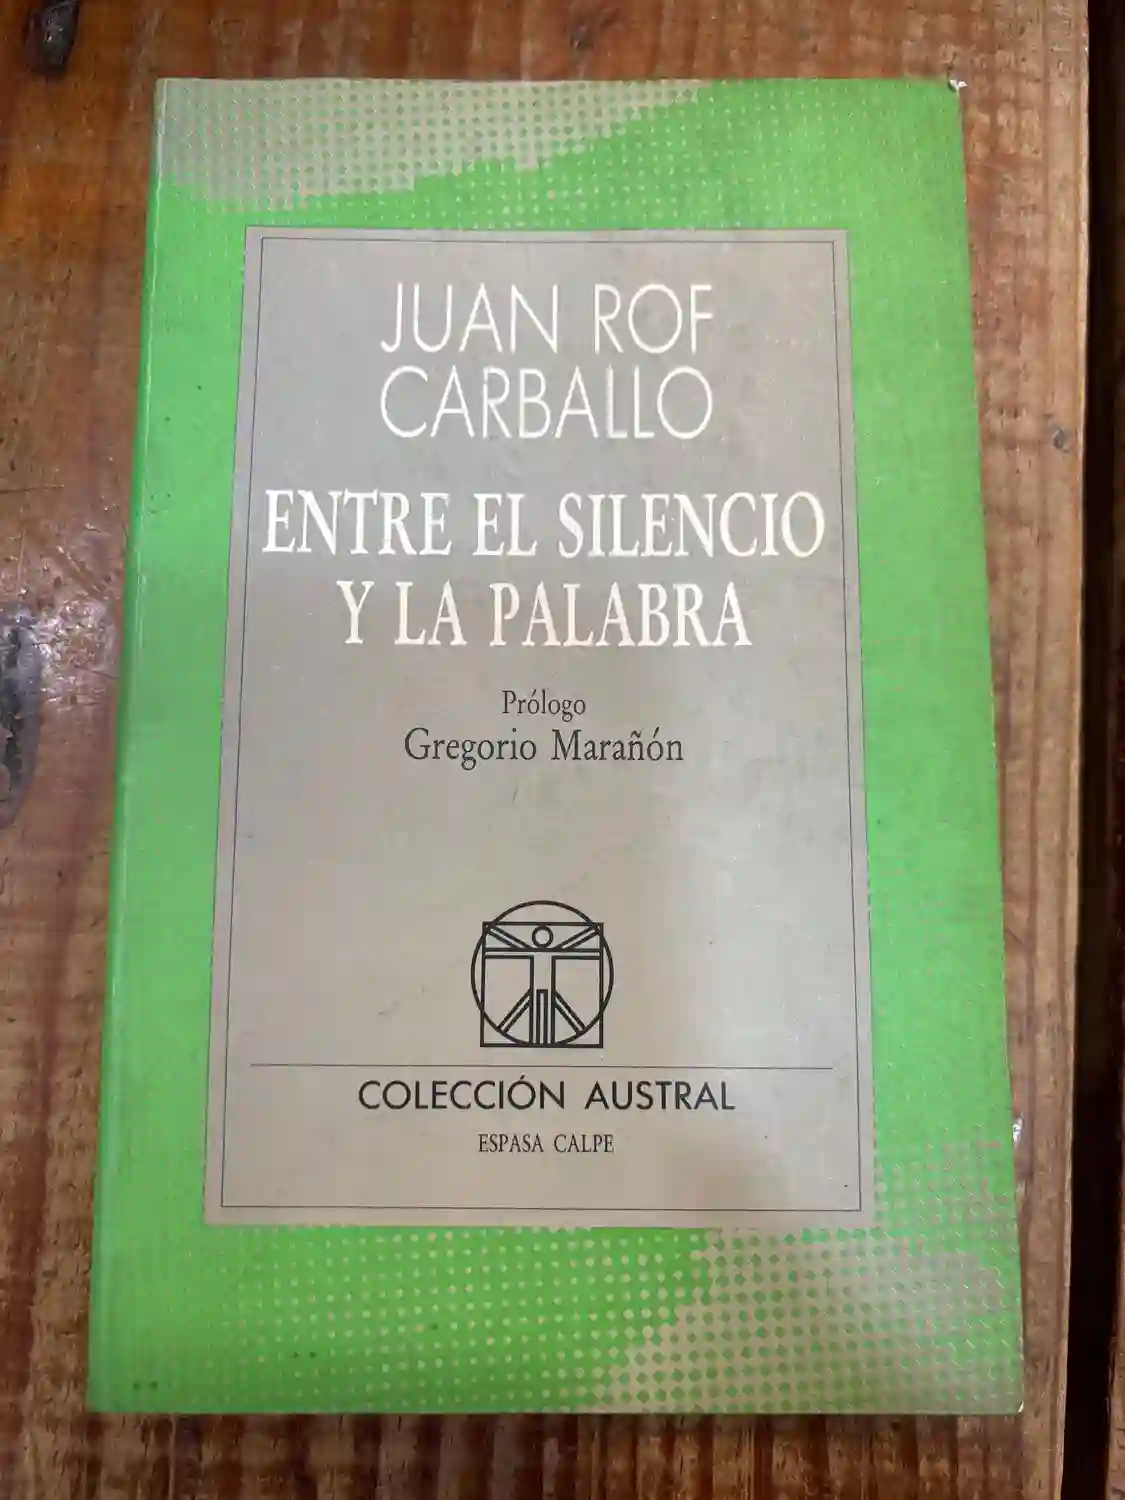 JUAN ROF
CARBALLO
ENTRE EL SILENCIO
Y LA PALABRA
Prólogo
Gregorio Marañón
COLECCIÓN AUSTRAL
ESPASA CALPE